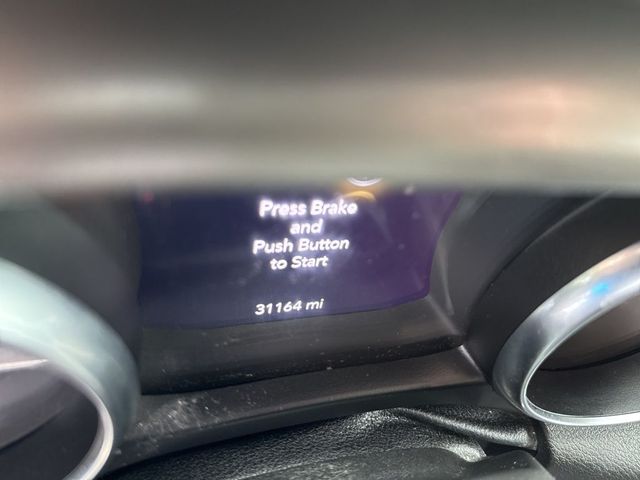 Press Brake
and
Push Button
to Start
31164 mi